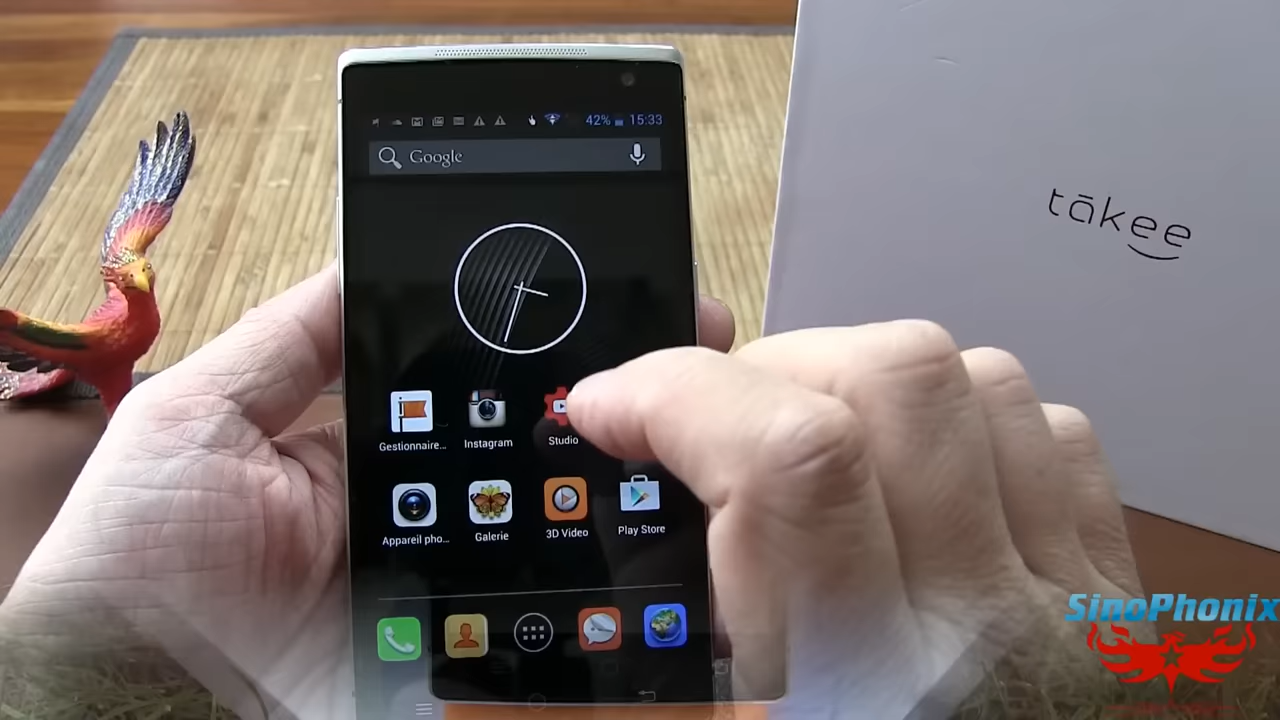 42% 15:33
Google
tākee
Gestionnaire...
Instagram
Studio
Appareil pho...
Galerie
3D Video
Play Store
SinoPhonix